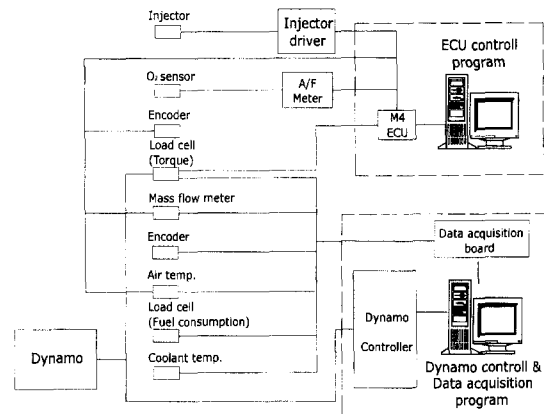 Injector
Injector
driver
ECU controll
program
O₂ sensor
A/F
Meter
M4
ECU
Encoder
Load cell
(Torque)
Mass flow meter
Encoder
Data acquisition
board
Air temp.
Load cell
(Fuel consumption)
Dynamo
Controller
Dynamo
Coolant temp.
Dynamo controll &
Data acquisition
program